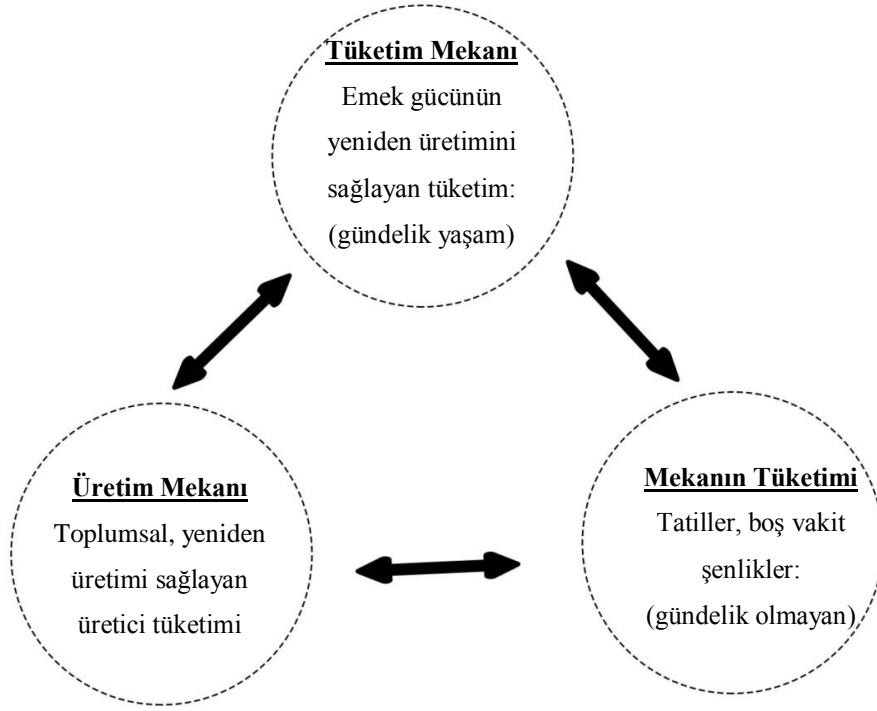 Tüketim Mekanı
Emek gücünün
yeniden üretimini
sağlayan tüketim:
(gündelik yaşam)
Üretim Mekanı
Toplumsal, yeniden
üretimi sağlayan
üretici tüketimi
Mekanın Tüketimi
Tatiller, boş vakit
şenlikler:
(gündelik olmayan)